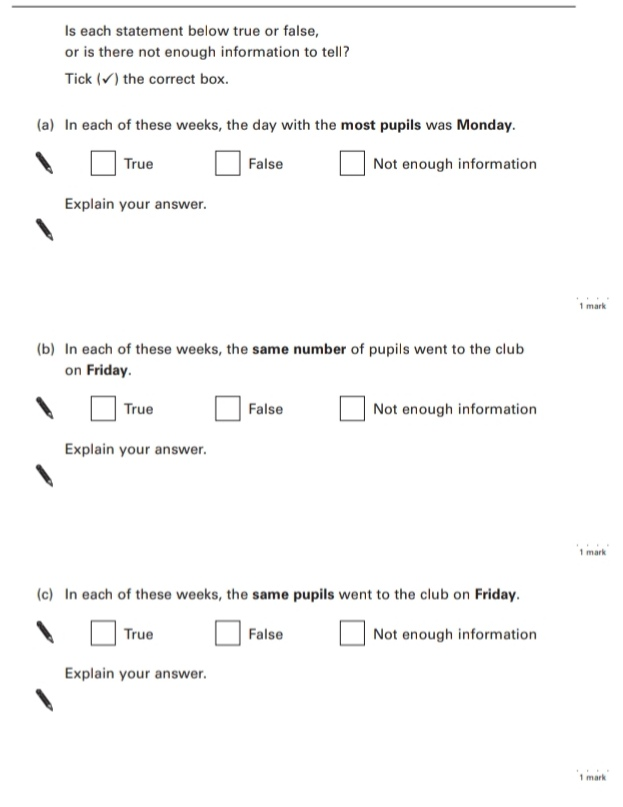 Is each statement below true or false,
or is there not enough information to tell?
Tick (✓) the correct box.
(a) In each of these weeks, the day with the most pupils was Monday.
True False Not enough information
Explain your answer.
1 mark
(b) In each of these weeks, the same number of pupils went to the club
on Friday.
True False Not enough information
Explain your answer.
1 mark
(c) In each of these weeks, the same pupils went to the club on Friday.
True False Not enough information
Explain your answer.
1 mark